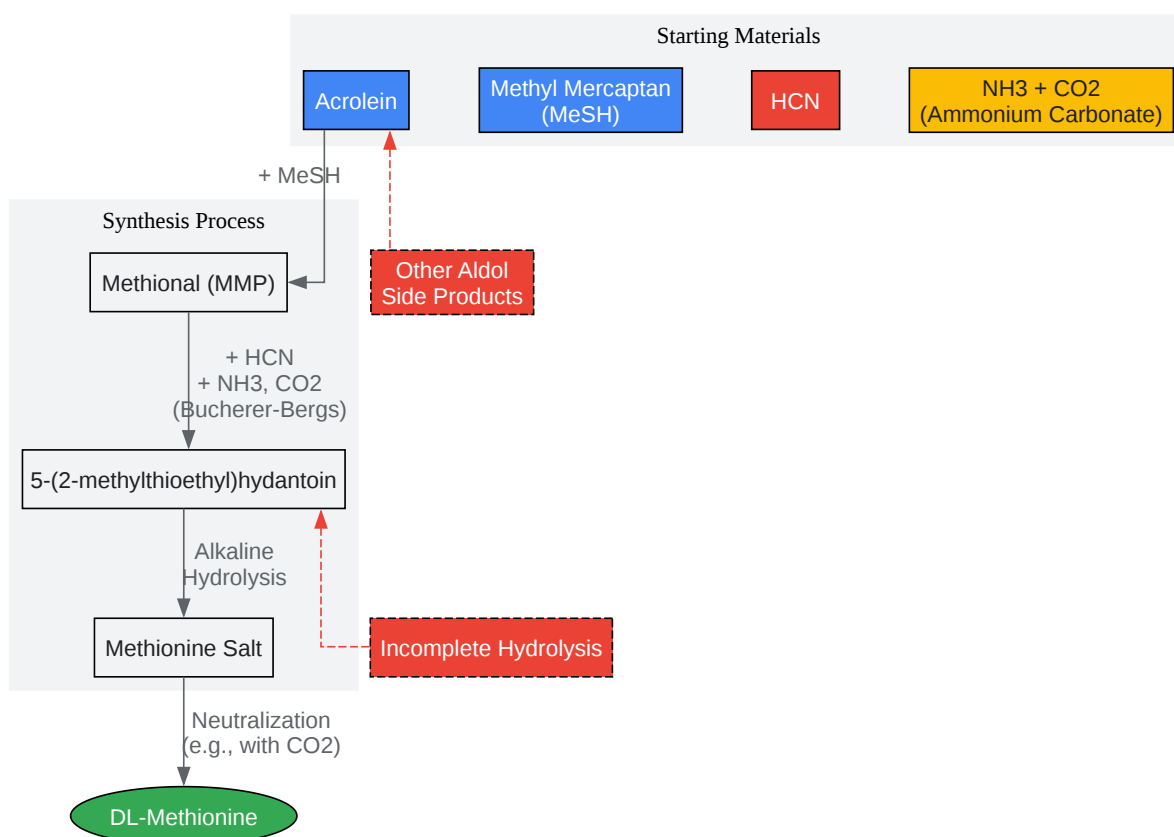 Starting Materials
Acrolein
Methyl Mercaptan
(MeSH)
HCN
NH3 + CO2
(Ammonium Carbonate)
+ MeSH
Synthesis Process
Methional (MMP)
Other Aldol
Side Products
+ HCN
+ NH3, CO2
(Bucherer-Bergs)
5-(2-methylthioethyl)hydantoin
Alkaline
Hydrolysis
Methionine Salt
Incomplete Hydrolysis
Neutralization
(e.g., with CO2)
DL-Methionine